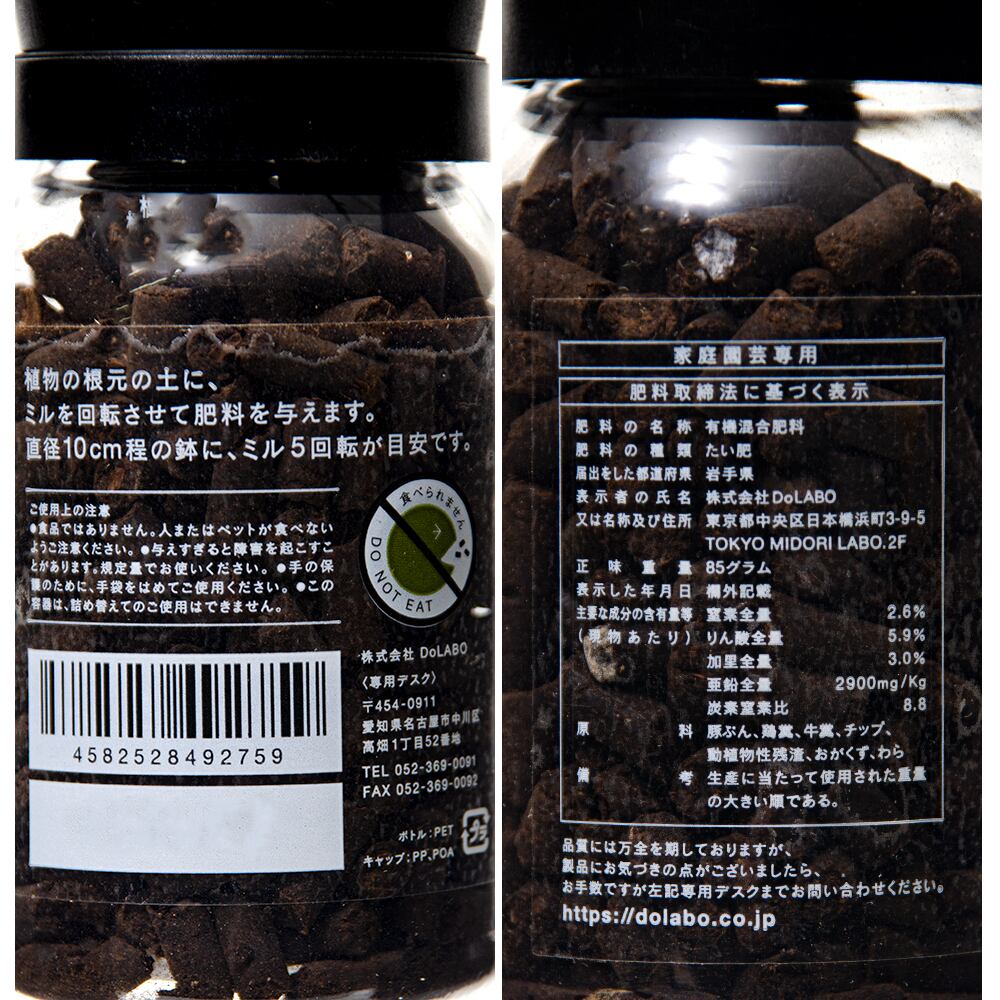 植物の根元の土に、
ミルを回転させて肥料を与えます。
直径10cm程の鉢に、ミル5回転が目安です。
ご使用上の注意
●食品ではありません。人またはペットが食べない
ようご注意ください。●与えすぎると障害を起こすこ
とがあります。規定量でお使いください。●手の保
護のために、手袋をはめてご使用ください。●この
容器は、詰め替えてのご使用はできません。
食べられません
DO NOT EAT
4582528492759
株式会社 DoLABO
〈専用デスク〉
〒454-0911
愛知県名古屋市中川区
高畑1丁目52番地
TEL 052-369-0091
FAX 052-369-0092
ボトル:PET
キャップ:PP、POA
プラ
家庭園芸専用
肥料取締法に基づく表示
肥料の名称 有機混合肥料
肥料の種類 たい肥
届出をした都道府県 岩手県
表示者の氏名 株式会社DoLABO
又は名称及び住所 東京都中央区日本橋浜町3-9-5
TOKYO MIDORI LABO.2F
正味重量 85グラム
表示した年月日 欄外記載
主要な成分の含有量等 窒素全量 2.6%
(現物あたり) りん酸全量 5.9%
加里全量 3.0%
亜鉛全量 2900mg/Kg
炭素窒素比 8.8
原料 豚ぷん、鶏糞、牛糞、チップ、
動植物性残渣、おがくず、わら
備考 生産に当たって使用された重量
の大きい順である。
品質には万全を期しておりますが、
製品にお気づきの点がございましたら、
お手数ですが左記専用デスクまでお問い合わせください。
https://dolabo.co.jp